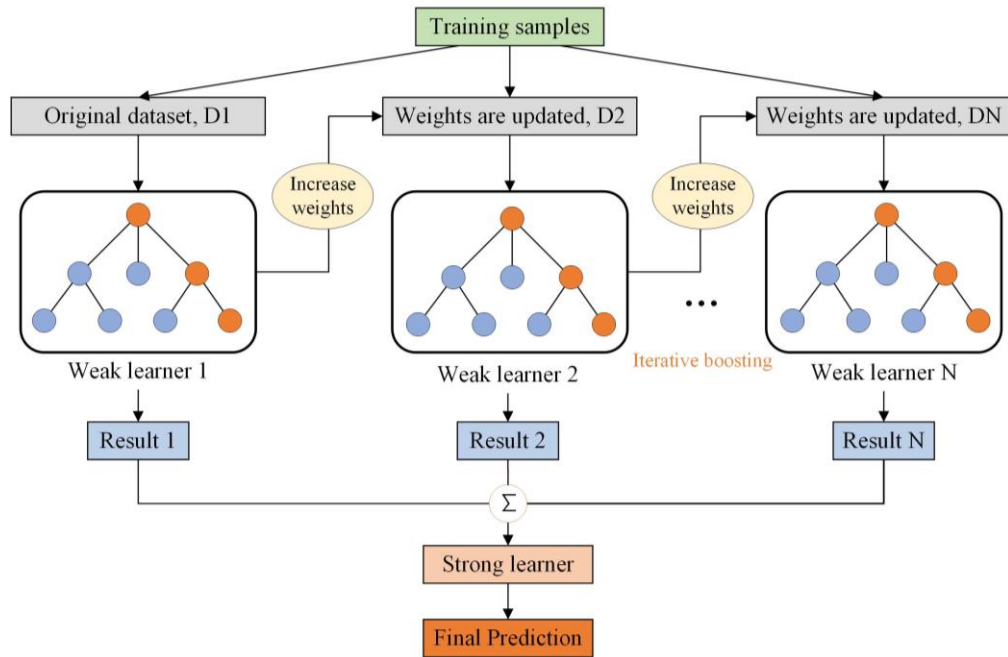 Training samples
Original dataset, D1
Weights are updated, D2
Weights are updated, DN
Increase
weights
Increase
weights
...
Iterative boosting
Weak learner 1
Weak learner 2
Weak learner N
Result 1
Result 2
Result N
Σ
Strong learner
Final Prediction